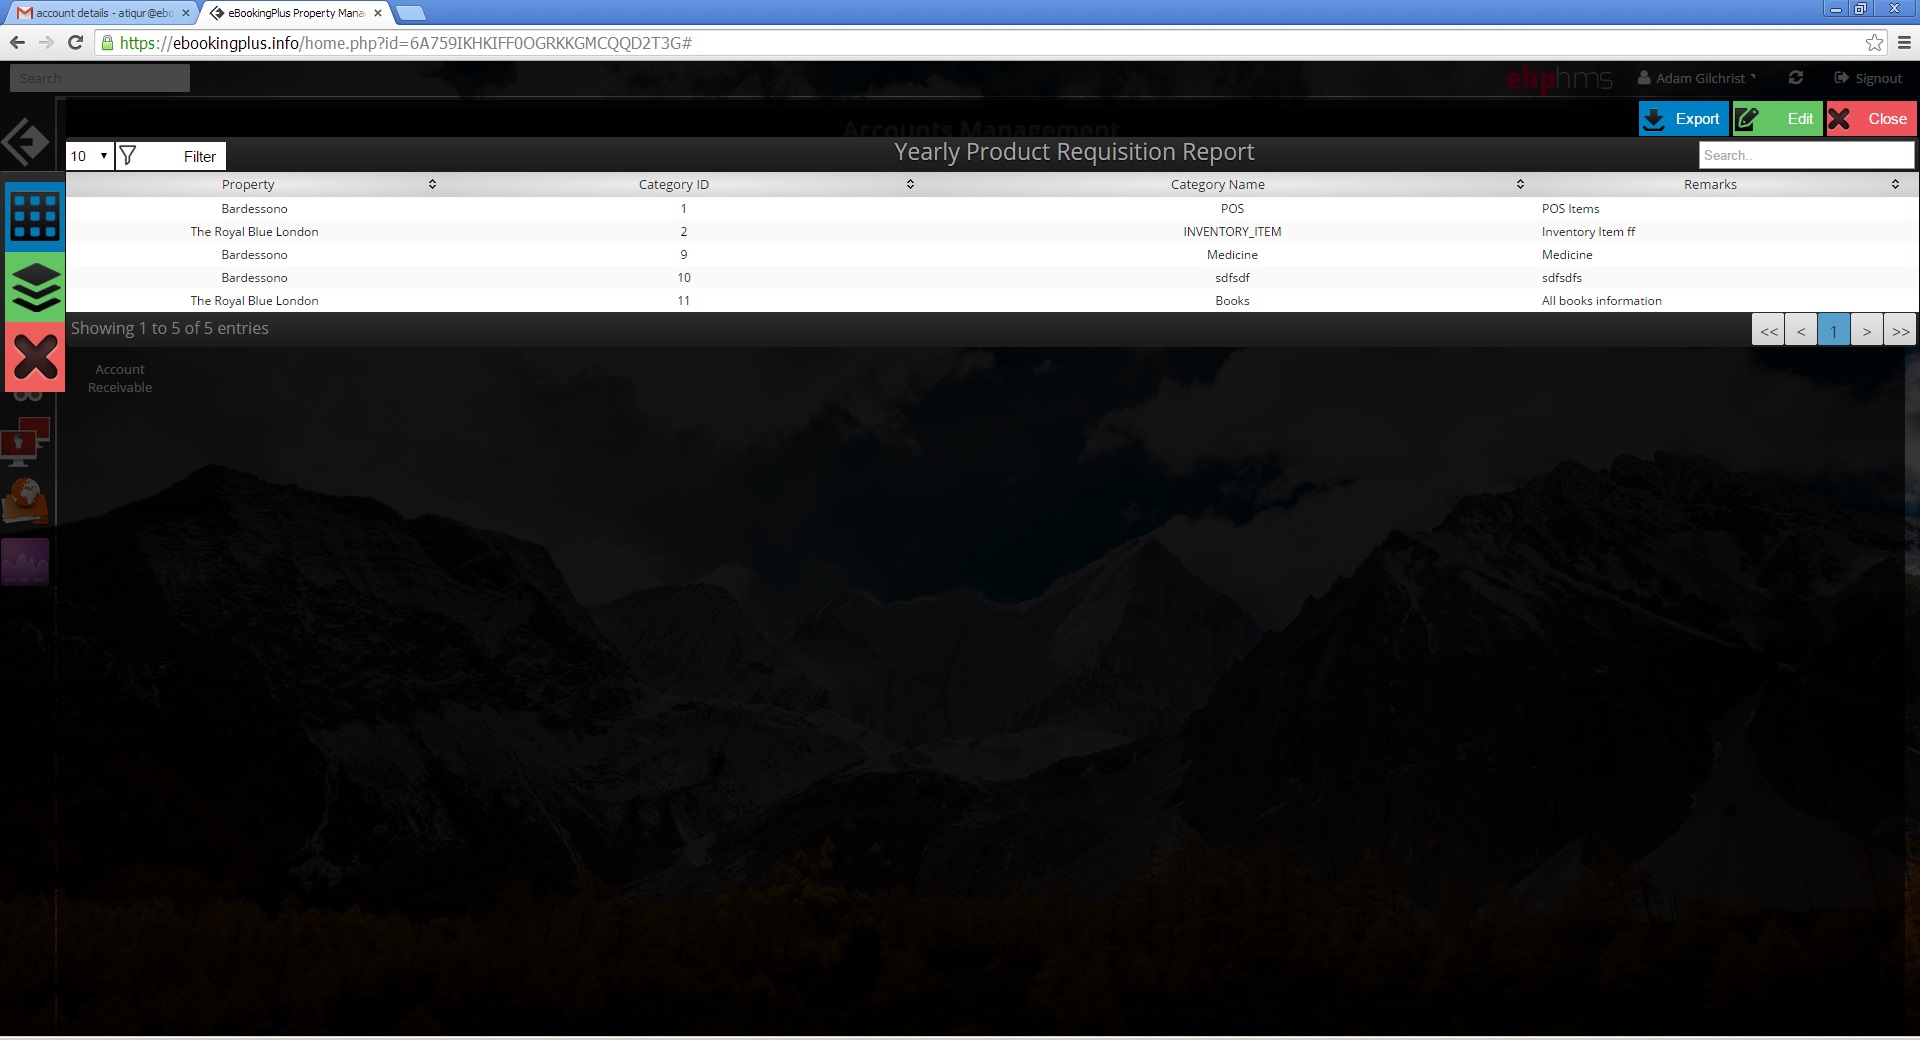 account details - atiqur@ebo
eBookingPlus Property Mana
https://ebookingplus.info/home.php?id=6A759IKHKIFF0OGRKKGMCQQD2T3G#
Search
ebphms
Adam Gilchrist
Signout
Accounts Management
Export
Edit
Close
10
Filter
Yearly Product Requisition Report
Search..
Property Category ID Category Name Remarks
Bardessono 1 POS POS Items
The Royal Blue London 2 INVENTORY_ITEM Inventory Item ff
Bardessono 9 Medicine Medicine
Bardessono 10 sdfsdf sdfsdfs
The Royal Blue London 11 Books All books information
Showing 1 to 5 of 5 entries
<< < 1 > >>
Account
Receivable